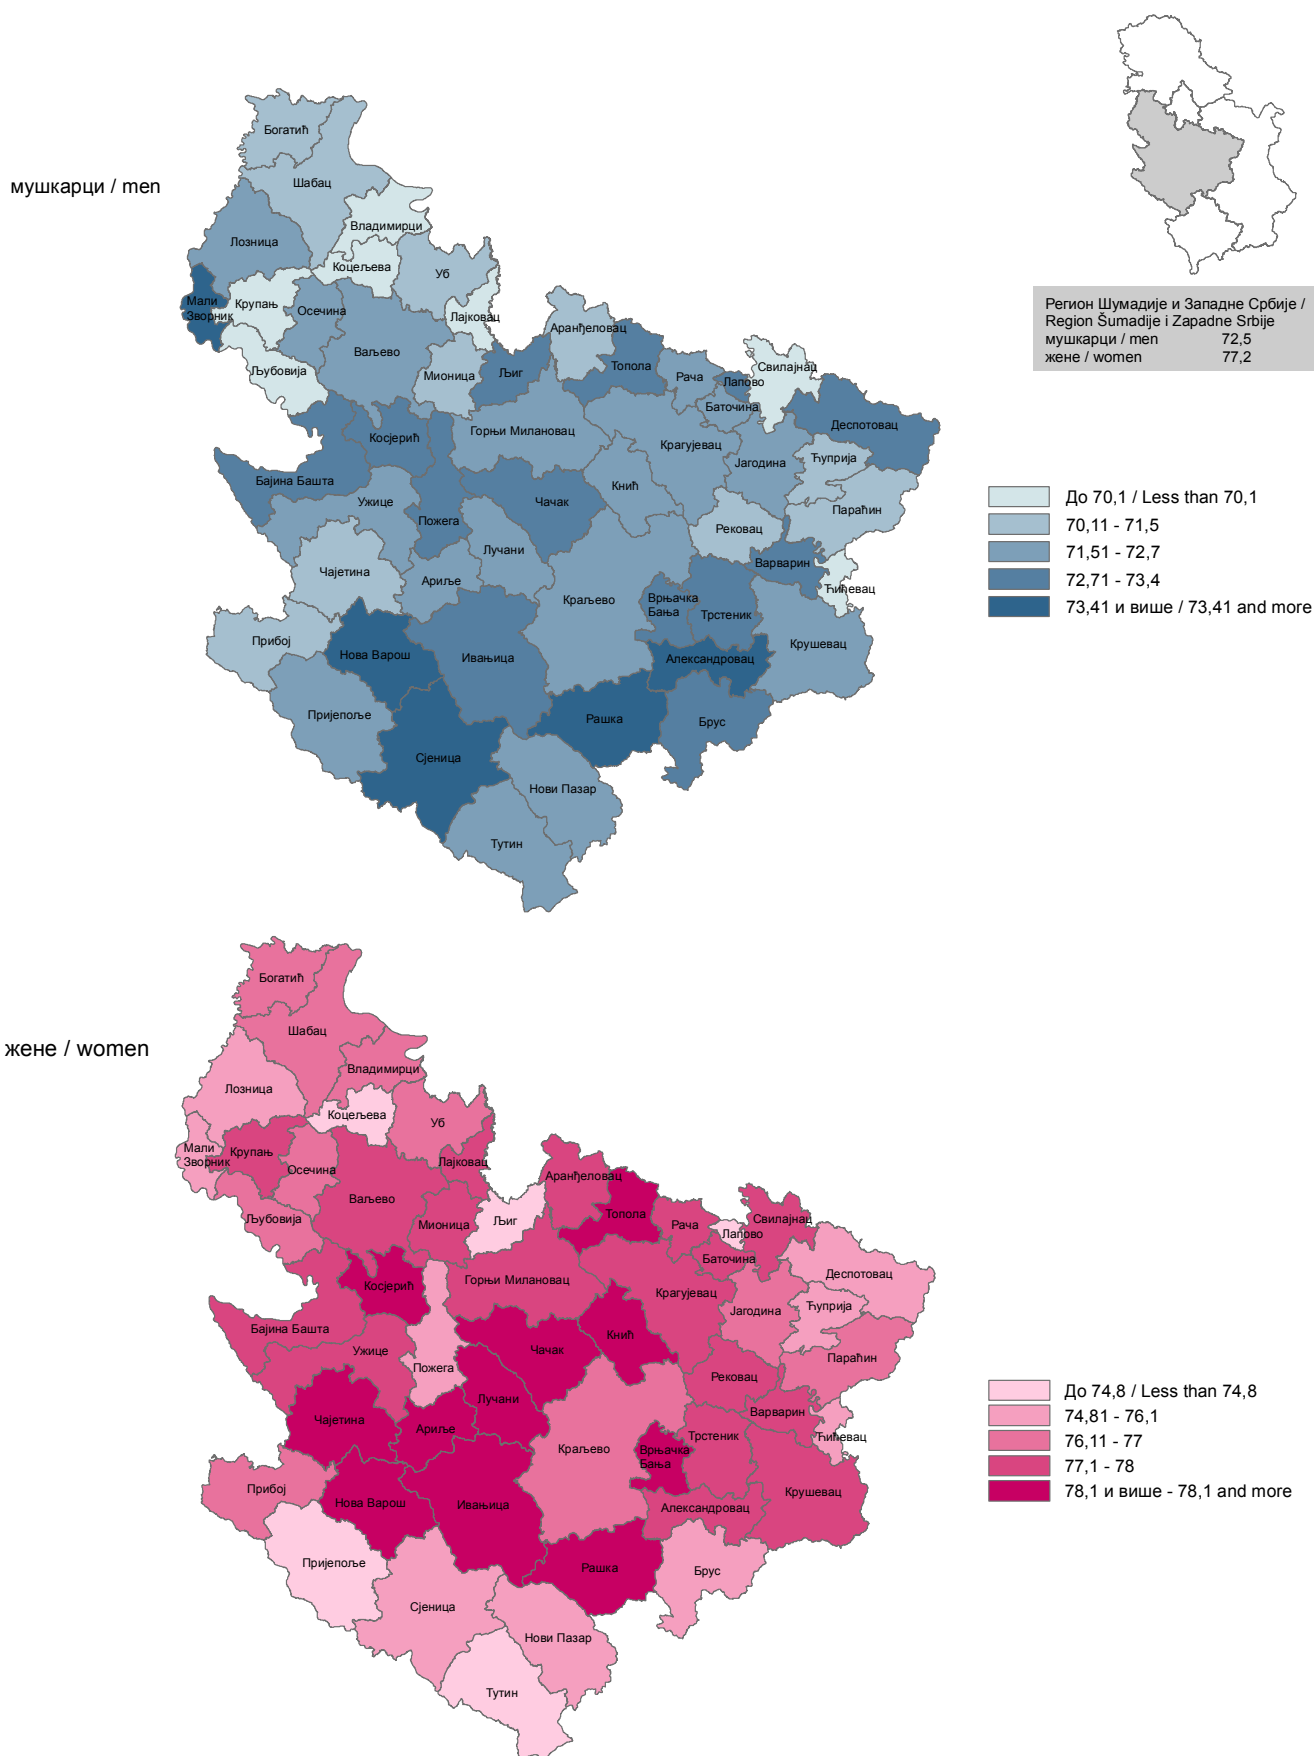 мушкарци / men
Регион Шумадије и Западне Србије /
Region Šumadije i Zapadne Srbije
мушкарци / men 72,5
жене / women 77,2
Богатић
Шабац
Владимирци
Лозница
Коцељева
Уб
Мали
Зворник
Крупањ
Осечина
Лајковац
Аранђеловац
Ваљево
Љубовија
Мионица
Љиг
Топола
Рача
Лапово
Свилајнац
Баточина
Деспотовац
Косјерић
Горњи Милановац
Крагујевац
Јагодина
Ћуприја
Бајина Башта
Ужице
Чачак
Кнић
Параћин
Пожега
Рековац
Лучани
Варварин
Чајетина
Ариље
Краљево
Врњачка
Бања
Трстеник
Ћићевац
Прибој
Нова Варош
Ивањица
Александровац
Крушевац
Пријепоље
Рашка
Брус
Сјеница
Нови Пазар
Тутин
До 70,1 / Less than 70,1
70,11 - 71,5
71,51 - 72,7
72,71 - 73,4
73,41 и више / 73,41 and more
жене / women
Богатић
Шабац
Владимирци
Лозница
Коцељева
Уб
Мали
Зворник
Крупањ
Осечина
Лајковац
Аранђеловац
Ваљево
Љубовија
Мионица
Љиг
Топола
Рача
Лапово
Свилајнац
Баточина
Деспотовац
Косјерић
Горњи Милановац
Крагујевац
Јагодина
Ћуприја
Бајина Башта
Ужице
Чачак
Кнић
Параћин
Пожега
Рековац
Лучани
Варварин
Чајетина
Ариље
Краљево
Врњачка
Бања
Трстеник
Ћићевац
Прибој
Нова Варош
Ивањица
Александровац
Крушевац
Пријепоље
Рашка
Брус
Сјеница
Нови Пазар
Тутин
До 74,8 / Less than 74,8
74,81 - 76,1
76,11 - 77
77,1 - 78
78,1 и више - 78,1 and more